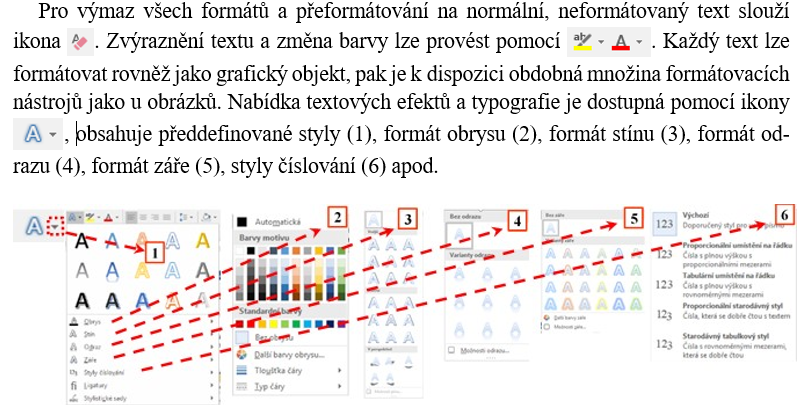 Pro výmaz všech formátů a přeformátování na normální, neformátovaný text slouží
ikona . Zvýraznění textu a změna barvy lze provést pomocí ab A . Každý text lze
formátovat rovněž jako grafický objekt, pak je k dispozici obdobná množina formátovacích
nástrojů jako u obrázků. Nabídka textových efektů a typografie je dostupná pomocí ikony
A , obsahuje předdefinované styly (1), formát obrysu (2), formát stínu (3), formát od-
razu (4), formát záře (5), styly číslování (6) apod.
A
1
A A A A A
A A A A A
A A A A A
Obrys
Stín
Odraz
Záře
Styly číslování
Ligatury
Stylistické sady
2
Automatická
Barvy motivu
Standardní barvy
Bez obrysu
Další barvy obrysu...
Tloušťka čáry
Typ čáry
3
4
Bez odrazu
Varianty odrazu
Možnosti odrazu...
5
Bez záře
Další barvy záře
Možnosti záře...
6
123 Výchozí
Doporučený styl pro
Proporcionální umístění na řádku
123 Čísla s plnou výškou s
proporcionálními mezerami
Tabulární umístění na řádku
123 Čísla s plnou výškou s
rovnoměrnými mezerami
Proporcionální starodávný styl
123 Čísla, která se dobře čtou s textem
Starodávný tabulkový styl
123 Čísla s rovnoměrnými mezerami,
která se dobře čtou